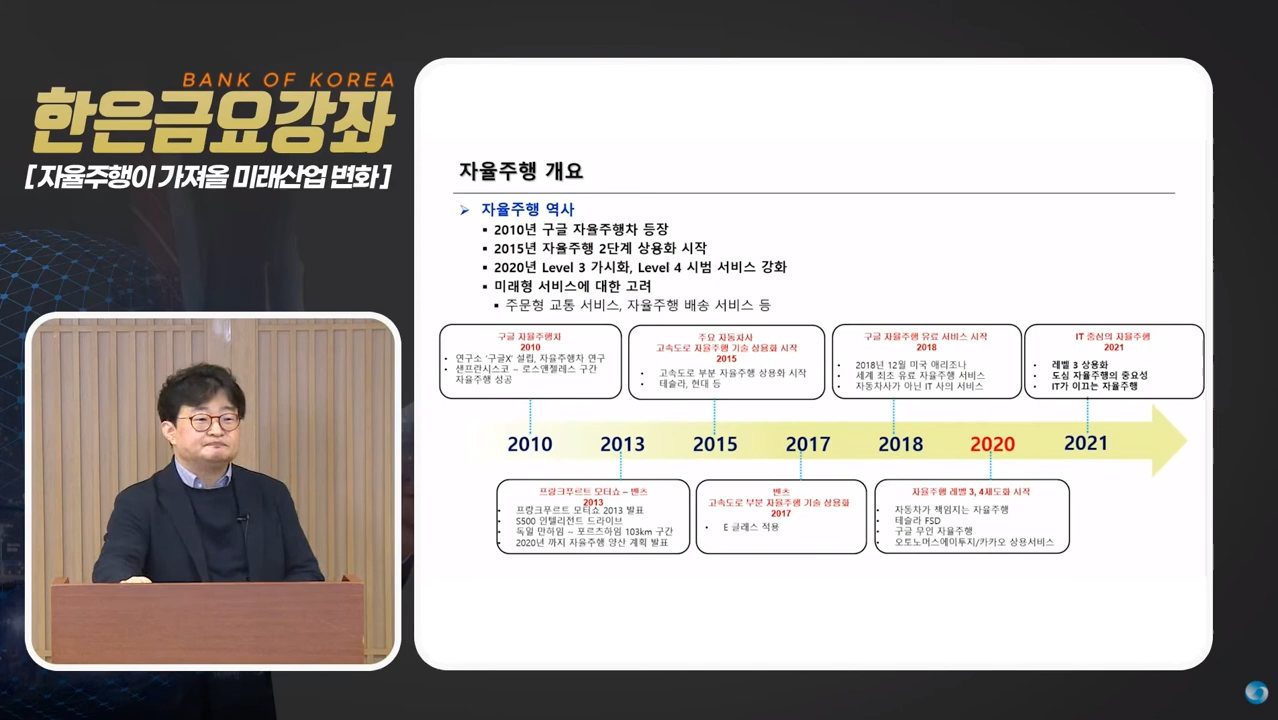 BANK OF KOREA
한은금요강좌
[ 자율주행이 가져올 미래산업 변화 ]
자율주행 개요
➢ 자율주행 역사
▪ 2010년 구글 자율주행차 등장
▪ 2015년 자율주행 2단계 상용화 시작
▪ 2020년 Level 3 가시화, Level 4 시범 서비스 강화
▪ 미래형 서비스에 대한 고려
▪ 주문형 교통 서비스, 자율주행 배송 서비스 등
구글 자율주행차
2010
• 연구소 '구글X' 설립, 자율주행차 연구
• 샌프란시스코 – 로스앤젤레스 구간
자율주행 성공
주요 자동차사
고속도로 자율주행 기술 상용화 시작
2015
• 고속도로 부분 자율주행 상용화 시작
• 테슬라, 현대 등
구글 자율주행 유료 서비스 시작
2018
• 2018년 12월 미국 애리조나
• 세계 최초 유료 자율주행 서비스
• 자동차사가 아닌 IT 사의 서비스
IT 중심의 자율주행
2021
• 레벨 3 상용화
• 도심 자율주행의 중요성
• IT가 이끄는 자율주행
2010
2013
2015
2017
2018
2020
2021
프랑크푸르트 모터쇼 – 벤츠
2013
• 프랑크푸르트 모터쇼 2013 발표
• S500 인텔리전트 드라이브
• 독일 만하임 – 포르츠하임 103km 구간
• 2020년 까지 자율주행 양산 계획 발표
벤츠
고속도로 부분 자율주행 기술 상용화
2017
• E 클래스 적용
자율주행 레벨 3, 4제도화 시작
• 자동차가 책임지는 자율주행
• 테슬라 FSD
• 구글 무인 자율주행
• 오토노머스에이투지/카카오 상용서비스